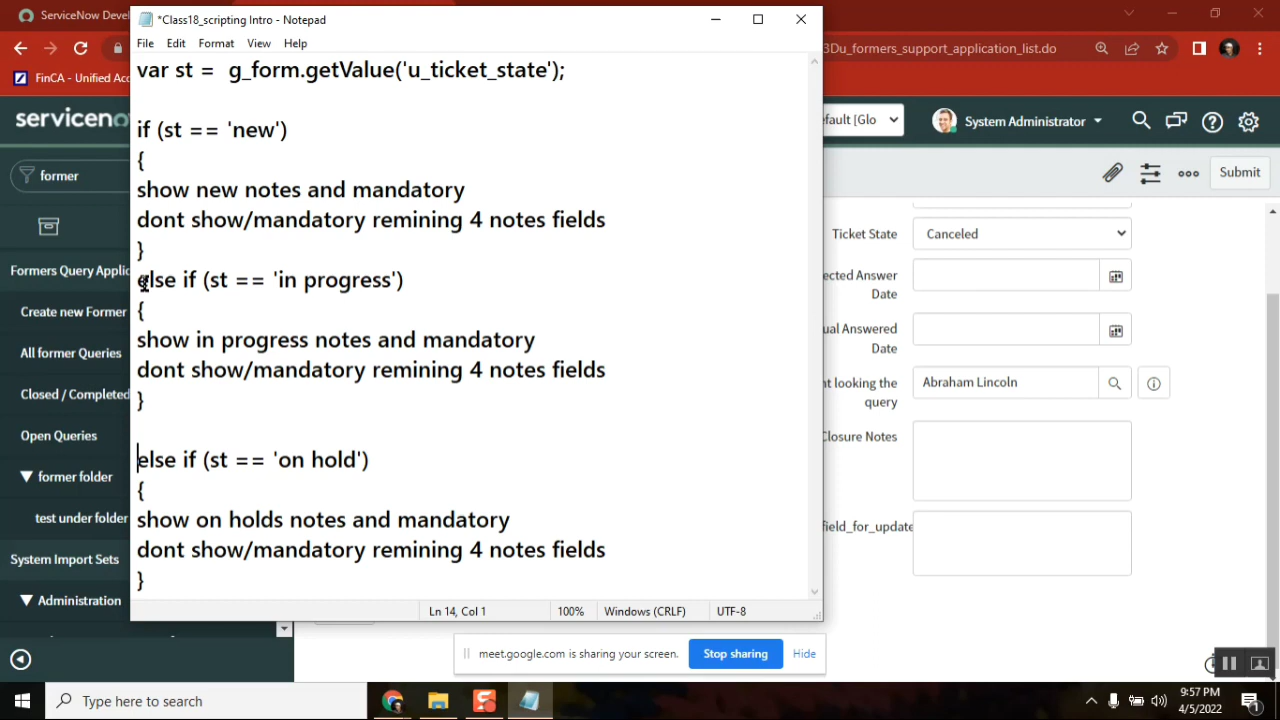 ServiceNow Deve
*Class18_scripting Intro - Notepad
File Edit Format View Help
3Du_formers_support_application_list.do
FinCA - Unified Acc
var st = g_form.getValue('u_ticket_state');
if (st == 'new')
{
show new notes and mandatory
dont show/mandatory remining 4 notes fields
}
else if (st == 'in progress')
{
show in progress notes and mandatory
dont show/mandatory remining 4 notes fields
}
else if (st == 'on hold')
{
show on holds notes and mandatory
dont show/mandatory remining 4 notes fields
}
Ln 14, Col 1 100% Windows (CRLF) UTF-8
servicenow
former
Formers Query Applic
Create new Former
All former Queries
Closed / Completed
Open Queries
former folder
test under folder
System Import Sets
Administration
efault [Glo
System Administrator
Submit
Ticket State
Canceled
ected Answer
Date
ual Answered
Date
nt looking the
query
Abraham Lincoln
Closure Notes
field_for_update
meet.google.com is sharing your screen.
Stop sharing
Hide
Type here to search
9:57 PM
4/5/2022
1